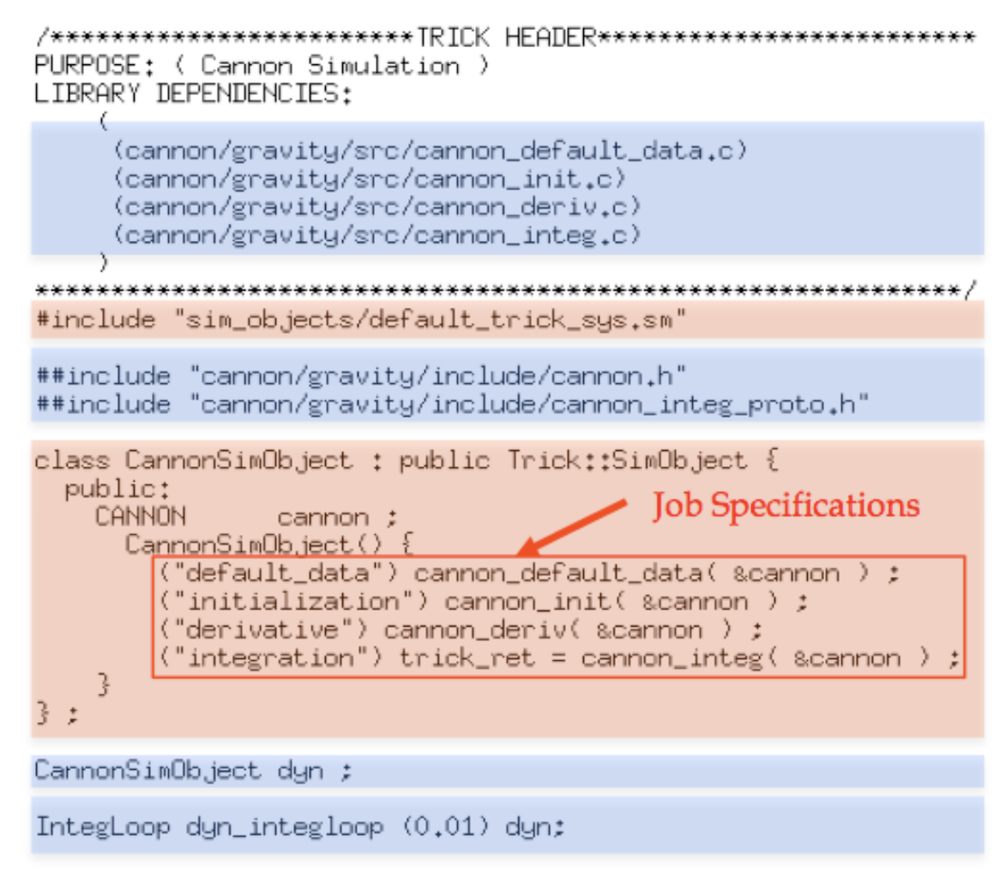 /************************TRICK HEADER*************************
PURPOSE: ( Cannon Simulation )
LIBRARY DEPENDENCIES:
(
(cannon/gravity/src/cannon_default_data.c)
(cannon/gravity/src/cannon_init.c)
(cannon/gravity/src/cannon_deriv.c)
(cannon/gravity/src/cannon_integ.c)
)
*************************************************************/
#include "sim_objects/default_trick_sys.sm"
##include "cannon/gravity/include/cannon.h"
##include "cannon/gravity/include/cannon_integ_proto.h"
class CannonSimObject : public Trick::SimObject {
public:
Job Specifications
CANNON cannon ;
CannonSimObject() {
("default_data") cannon_default_data( &cannon ) ;
("initialization") cannon_init( &cannon ) ;
("derivative") cannon_deriv( &cannon ) ;
("integration") trick_ret = cannon_integ( &cannon ) ;
}
} ;
CannonSimObject dyn ;
IntegLoop dyn_integloop (0.01) dyn;